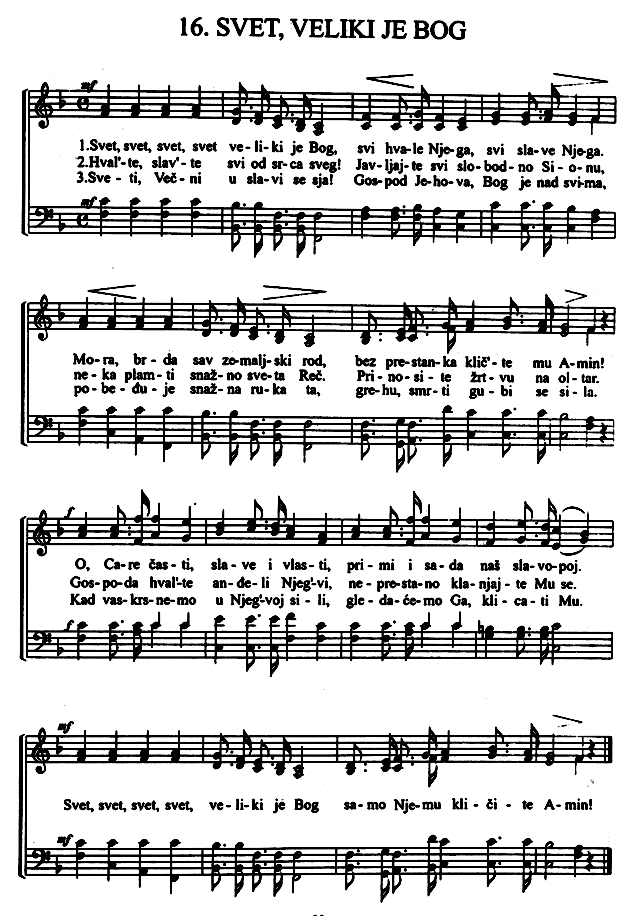 16. SVET, VELIKI JE BOG
mf
1.Svet, svet, svet, svet ve-li-ki je Bog, svi hva-le Nje-ga, svi sla-ve Nje-ga.
2.Hval'-te, slav'-te svi od sr-ca sveg! Jav-ljaj-te svi slo-bod-no Si-o-nu,
3.Sve-ti, Več-ni u sla-vi se sja! Gos-pod Je-ho-va, Bog je nad svi-ma,
mf
Mo-ra, br-da sav ze-malj-ski rod, bez pre-stan-ka klič'-te mu A-min!
ne-ka plam-ti snaž-no sve-ta Reč. Pri-no-si-te žrt-vu na ol-tar.
po-be-đu-je snaž-na ru-ka ta, gre-hu, smr-ti gu-bi se si-la.
f
O, Ca-re čas-ti, sla-ve i vlas-ti, pri-mi i sa-da naš sla-vo-poj.
Gos-po-da hval'-te an-đe-li Njeg'-vi, ne-pre-sta-no kla-njaj-te Mu se.
Kad vas-krs-ne-mo u Njeg'-voj si-li, gle-da-će-mo Ga, kli-ca-ti Mu.
f
mf
Svet, svet, svet, svet, ve-li-ki je Bog sa-mo Nje-mu kli-či-te A-min!
mf